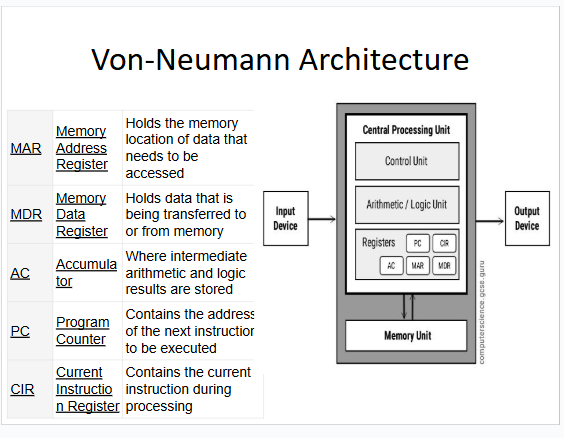 Von-Neumann Architecture
MAR
Memory
Address
Register
Holds the memory
location of data that
needs to be
accessed
MDR
Memory
Data
Register
Holds data that is
being transferred to
or from memory
AC
Accumula
tor
Where intermediate
arithmetic and logic
results are stored
PC
Program
Counter
Contains the address
of the next instruction
to be executed
CIR
Current
Instructio
n Register
Contains the current
instruction during
processing
Input
Device
Central Processing Unit
Control Unit
Arithmetic / Logic Unit
Registers
PC
CIR
AC
MAR
MDR
Memory Unit
Output
Device
computerscience.gcse.guru